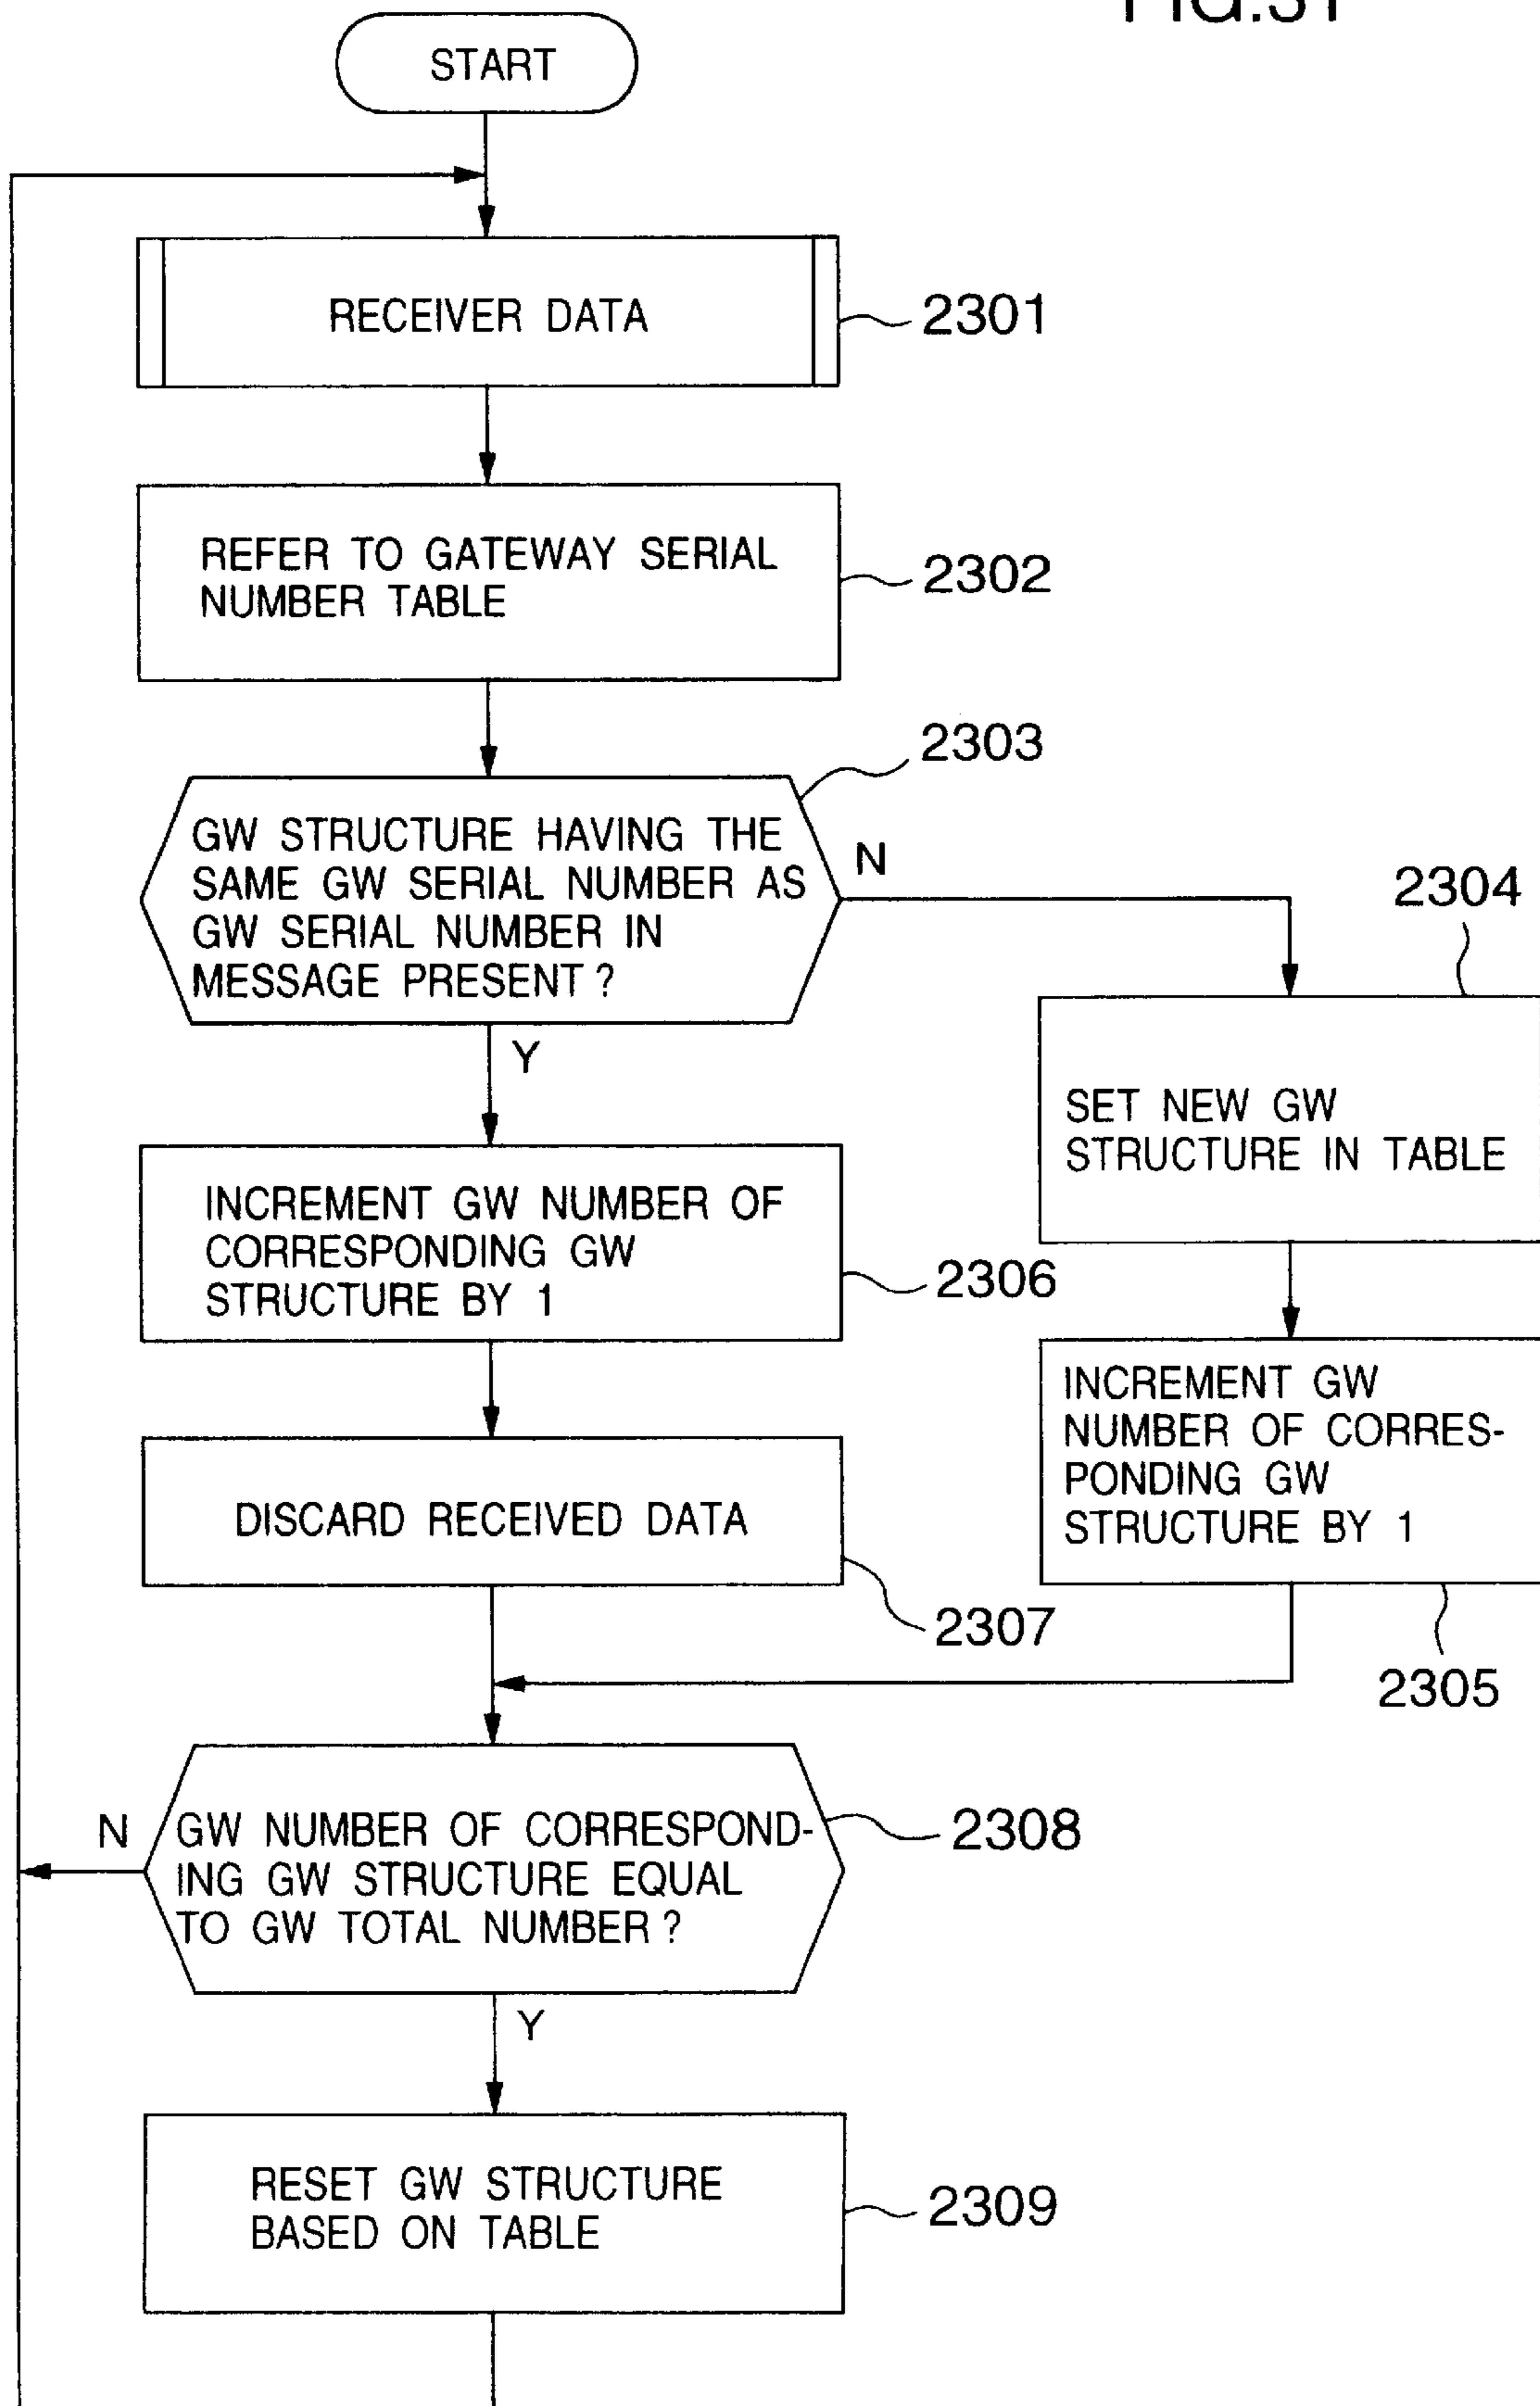 FIG.31
START
RECEIVER DATA
2301
REFER TO GATEWAY SERIAL
NUMBER TABLE
2302
2303
GW STRUCTURE HAVING THE
SAME GW SERIAL NUMBER AS
GW SERIAL NUMBER IN
MESSAGE PRESENT?
N
Y
2304
SET NEW GW
STRUCTURE IN TABLE
INCREMENT GW NUMBER OF
CORRESPONDING GW
STRUCTURE BY 1
2306
INCREMENT GW
NUMBER OF CORRES-
PONDING GW
STRUCTURE BY 1
2305
DISCARD RECEIVED DATA
2307
N
GW NUMBER OF CORRESPOND-
ING GW STRUCTURE EQUAL
TO GW TOTAL NUMBER?
2308
Y
RESET GW STRUCTURE
BASED ON TABLE
2309